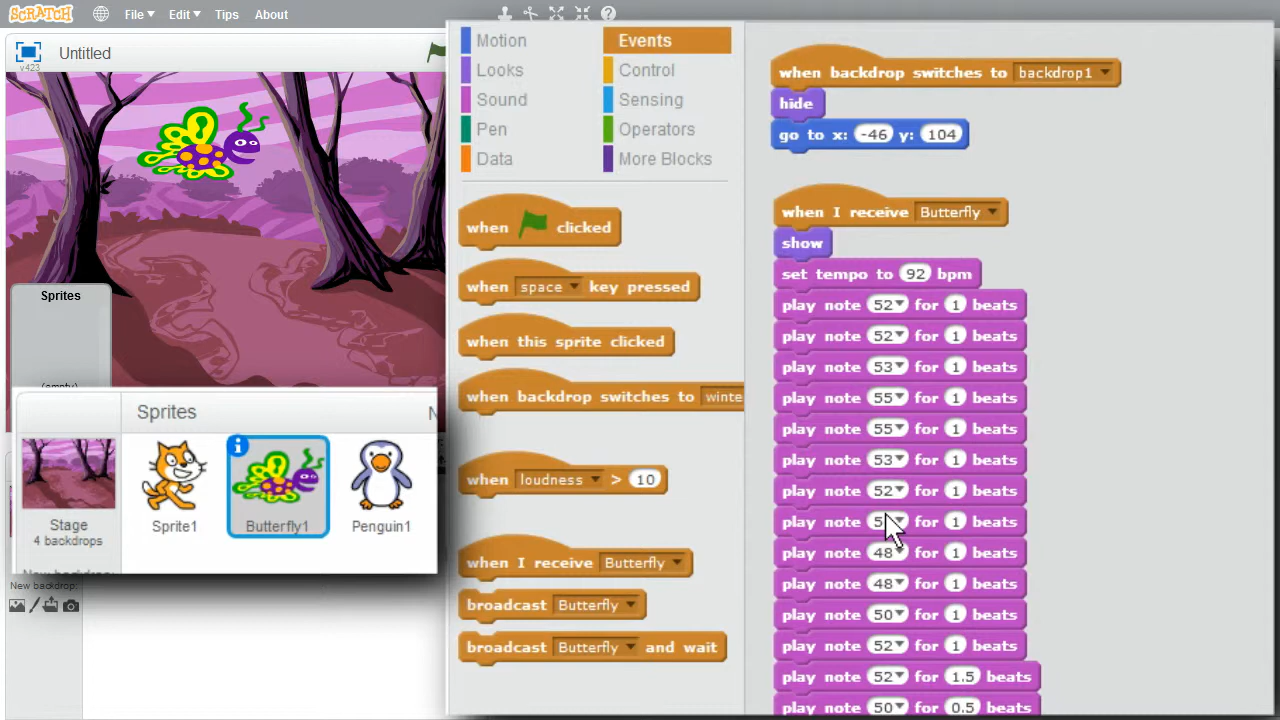 SCRATCH
File
Edit
Tips
About
v423
Untitled
Sprites
(empty)
Sprites
Stage
4 backdrops
Sprite1
Butterfly1
Penguin1
New backdrop:
Motion
Events
Looks
Control
Sound
Sensing
Pen
Operators
Data
More Blocks
when clicked
when space key pressed
when this sprite clicked
when backdrop switches to
when loudness > 10
when I receive Butterfly
broadcast Butterfly
broadcast Butterfly and wait
when backdrop switches to backdrop1
hide
go to x: -46 y: 104
when I receive Butterfly
show
set tempo to 92 bpm
play note 52 for 1 beats
play note 52 for 1 beats
play note 53 for 1 beats
play note 55 for 1 beats
play note 55 for 1 beats
play note 53 for 1 beats
play note 52 for 1 beats
play note for 1 beats
play note 48 for 1 beats
play note 48 for 1 beats
play note 50 for 1 beats
play note 52 for 1 beats
play note 52 for 1.5 beats
play note 50 for 0.5 beats